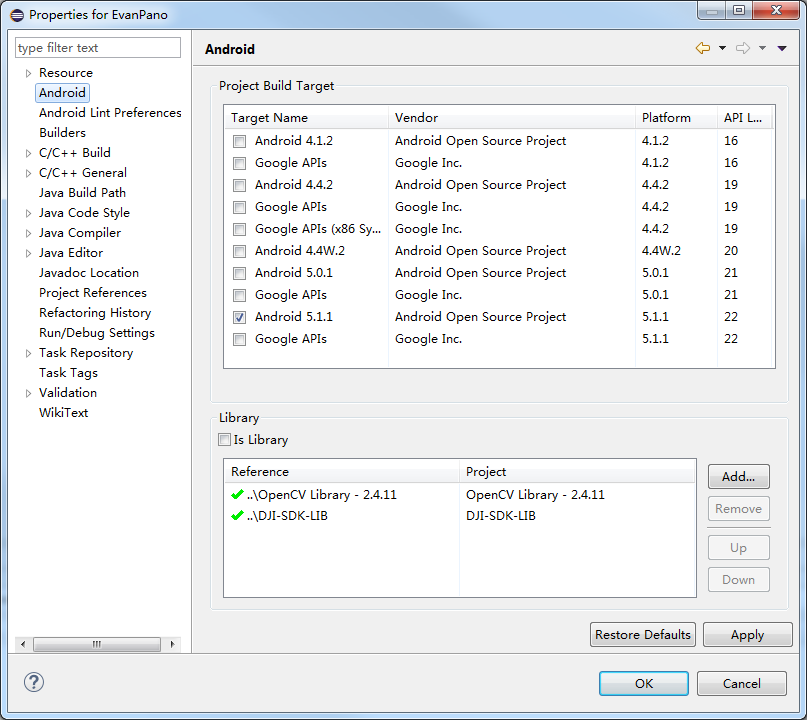 Properties for EvanPano
type filter text
Resource
Android
Android Lint Preferences
Builders
C/C++ Build
C/C++ General
Java Build Path
Java Code Style
Java Compiler
Java Editor
Javadoc Location
Project References
Refactoring History
Run/Debug Settings
Task Repository
Task Tags
Validation
WikiText
Android
Project Build Target
Target Name Vendor Platform API L...
Android 4.1.2 Android Open Source Project 4.1.2 16
Google APIs Google Inc. 4.1.2 16
Android 4.4.2 Android Open Source Project 4.4.2 19
Google APIs Google Inc. 4.4.2 19
Google APIs (x86 Sy... Google Inc. 4.4.2 19
Android 4.4W.2 Android Open Source Project 4.4W.2 20
Android 5.0.1 Android Open Source Project 5.0.1 21
Google APIs Google Inc. 5.0.1 21
Android 5.1.1 Android Open Source Project 5.1.1 22
Google APIs Google Inc. 5.1.1 22
Library
Is Library
Reference Project
..\OpenCV Library - 2.4.11 OpenCV Library - 2.4.11
..\DJI-SDK-LIB DJI-SDK-LIB
Add...
Remove
Up
Down
Restore Defaults Apply
? OK Cancel